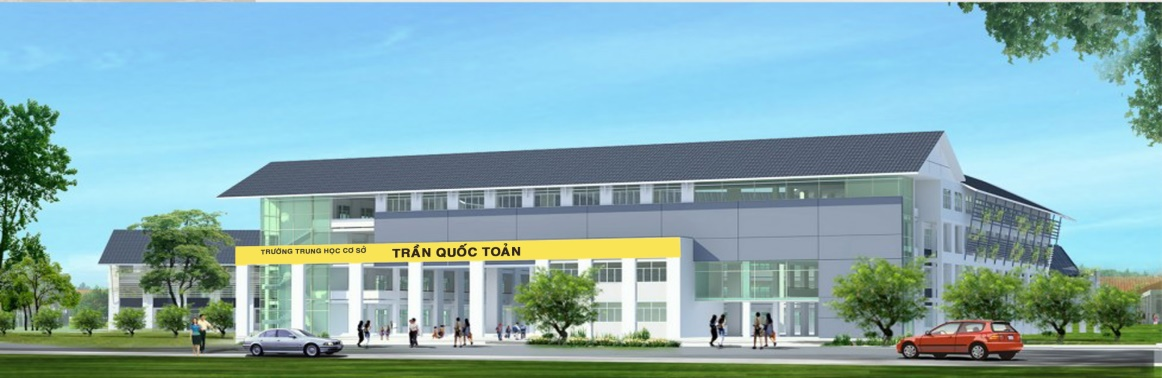 TRƯỜNG TRUNG HỌC CƠ SỞ TRẦN QUỐC TOẢN